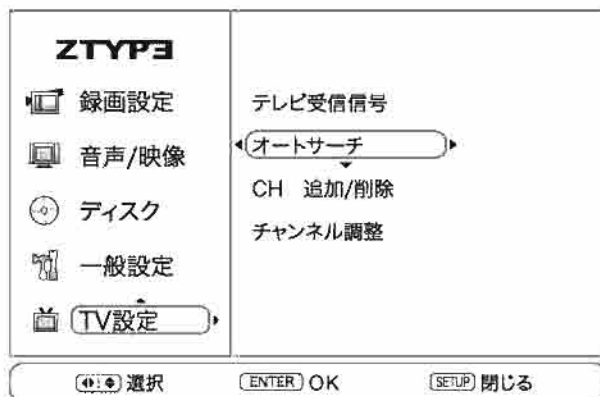 ZTYPE
録画設定
音声/映像
ディスク
一般設定
TV設定
テレビ受信信号
オートサーチ
CH 追加/削除
チャンネル調整
選択
ENTER OK
SETUP 閉じる